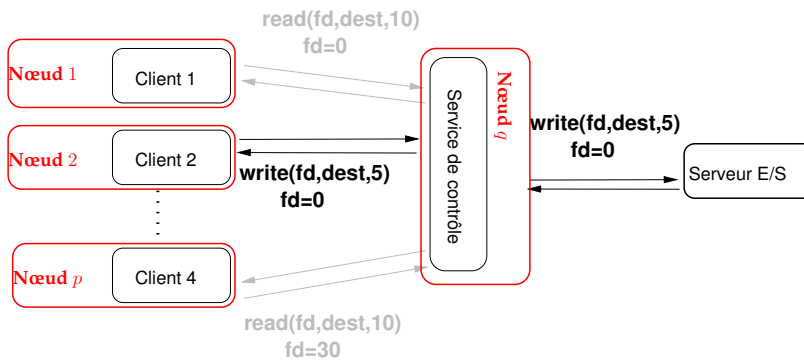 read(fd,dest,10)
fd=0
Nœud 1
Client 1
Nœud 2
Client 2
write(fd,dest,5)
fd=0
Nœud p
Client 4
read(fd,dest,10)
fd=30
Service de contrôle
Nœud q
write(fd,dest,5)
fd=0
Serveur E/S